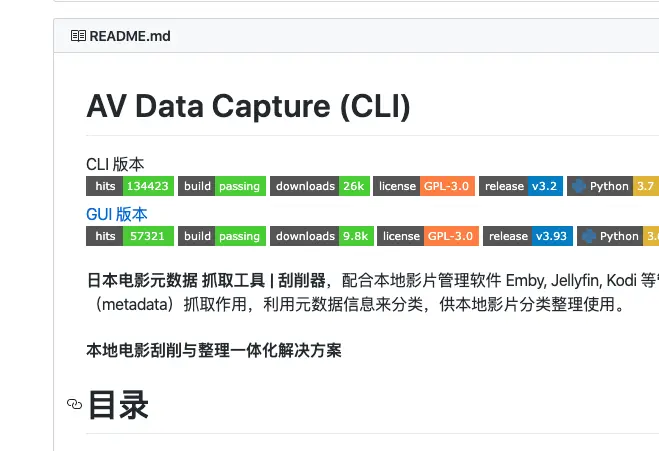 README.md
AV Data Capture (CLI)
CLI 版本
hits 134423 build passing downloads 26k license GPL-3.0 release v3.2 Python 3.7
GUI 版本
hits 57321 build passing downloads 9.8k license GPL-3.0 release v3.93 Python 3.
日本电影元数据 抓取工具 | 刮削器，配合本地影片管理软件 Emby, Jellyfin, Kodi 等
（metadata）抓取作用，利用元数据信息来分类，供本地影片分类整理使用。
本地电影刮削与整理一体化解决方案
目录